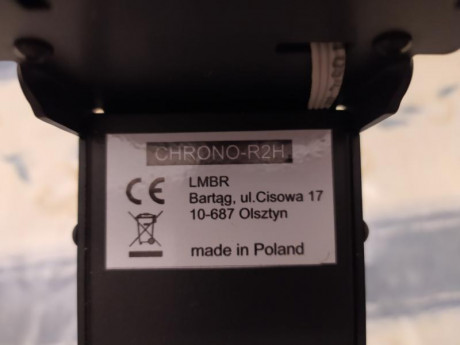 CHRONO-R2H
CE
LMBR
Bartąg, ul.Cisowa 17
10-687 Olsztyn
made in Poland